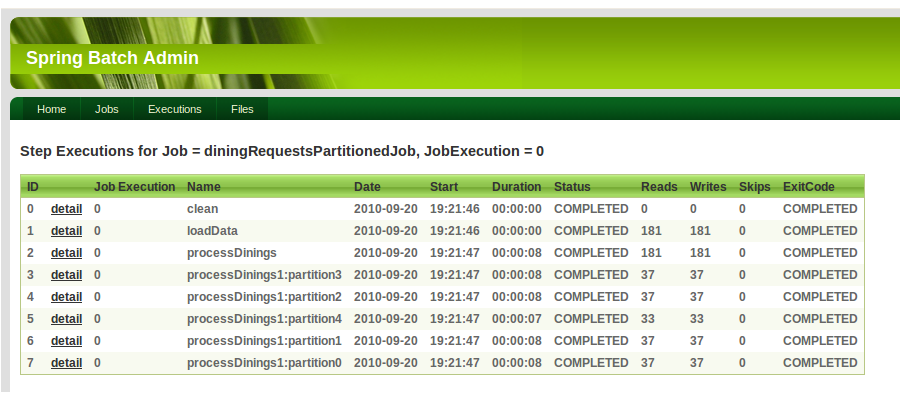 Spring Batch Admin
Home Jobs Executions Files
Step Executions for Job = diningRequestsPartitionedJob, JobExecution = 0
ID Job Execution Name Date Start Duration Status Reads Writes Skips ExitCode
0 detail 0 clean 2010-09-20 19:21:46 00:00:00 COMPLETED 0 0 0 COMPLETED
1 detail 0 loadData 2010-09-20 19:21:46 00:00:00 COMPLETED 181 181 0 COMPLETED
2 detail 0 processDinings 2010-09-20 19:21:47 00:00:08 COMPLETED 181 181 0 COMPLETED
3 detail 0 processDinings1:partition3 2010-09-20 19:21:47 00:00:08 COMPLETED 37 37 0 COMPLETED
4 detail 0 processDinings1:partition2 2010-09-20 19:21:47 00:00:08 COMPLETED 37 37 0 COMPLETED
5 detail 0 processDinings1:partition4 2010-09-20 19:21:47 00:00:07 COMPLETED 33 33 0 COMPLETED
6 detail 0 processDinings1:partition1 2010-09-20 19:21:47 00:00:08 COMPLETED 37 37 0 COMPLETED
7 detail 0 processDinings1:partition0 2010-09-20 19:21:47 00:00:08 COMPLETED 37 37 0 COMPLETED